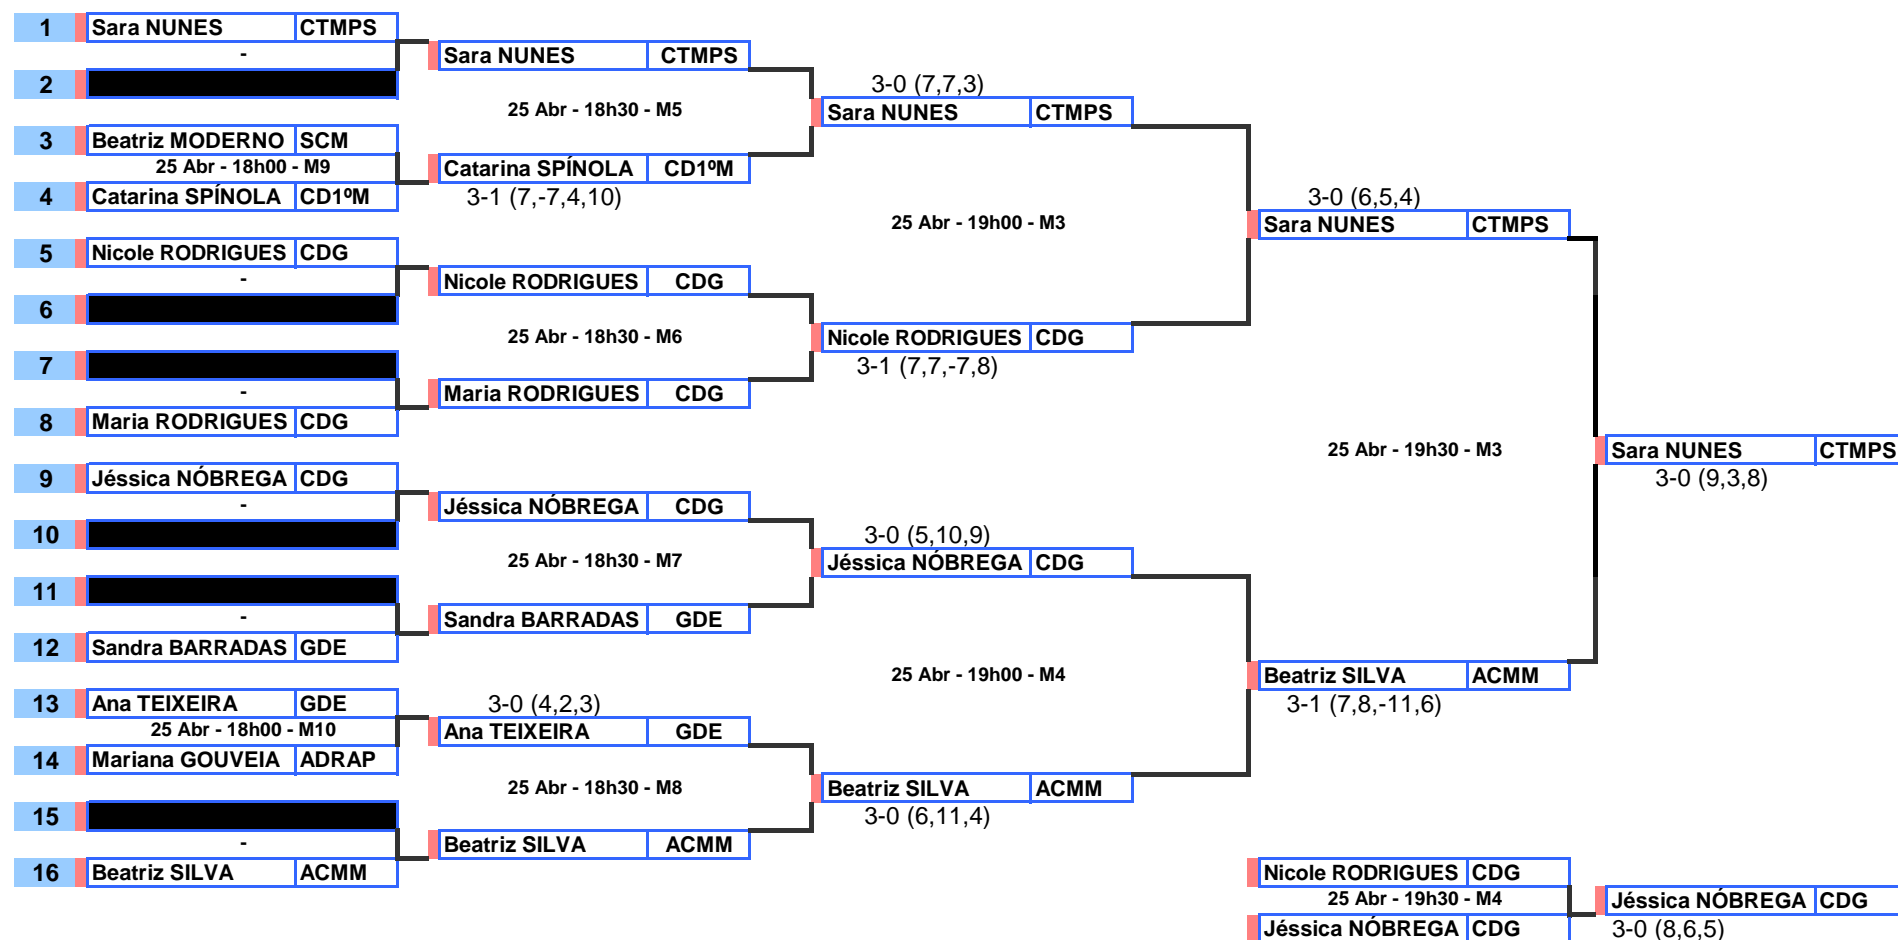 1 Sara NUNES CTMPS
-
Sara NUNES CTMPS
2
3-0 (7,7,3)
25 Abr - 18h30 - M5
Sara NUNES CTMPS
3 Beatriz MODERNO SCM
25 Abr - 18h00 - M9
Catarina SPÍNOLA CD1ºM
4 Catarina SPÍNOLA CD1ºM
3-1 (7,-7,4,10)
3-0 (6,5,4)
25 Abr - 19h00 - M3
Sara NUNES CTMPS
5 Nicole RODRIGUES CDG
-
Nicole RODRIGUES CDG
6
25 Abr - 18h30 - M6
Nicole RODRIGUES CDG
7
3-1 (7,7,-7,8)
-
Maria RODRIGUES CDG
8 Maria RODRIGUES CDG
25 Abr - 19h30 - M3
Sara NUNES CTMPS
9 Jéssica NÓBREGA CDG
3-0 (9,3,8)
-
Jéssica NÓBREGA CDG
10
3-0 (5,10,9)
25 Abr - 18h30 - M7
Jéssica NÓBREGA CDG
11
-
Sandra BARRADAS GDE
12 Sandra BARRADAS GDE
25 Abr - 19h00 - M4
Beatriz SILVA ACMM
13 Ana TEIXEIRA GDE
3-0 (4,2,3)
3-1 (7,8,-11,6)
25 Abr - 18h00 - M10
Ana TEIXEIRA GDE
14 Mariana GOUVEIA ADRAP
25 Abr - 18h30 - M8
Beatriz SILVA ACMM
15
3-0 (6,11,4)
-
Beatriz SILVA ACMM
16 Beatriz SILVA ACMM
Nicole RODRIGUES CDG
25 Abr - 19h30 - M4
Jéssica NÓBREGA CDG
Jéssica NÓBREGA CDG
3-0 (8,6,5)